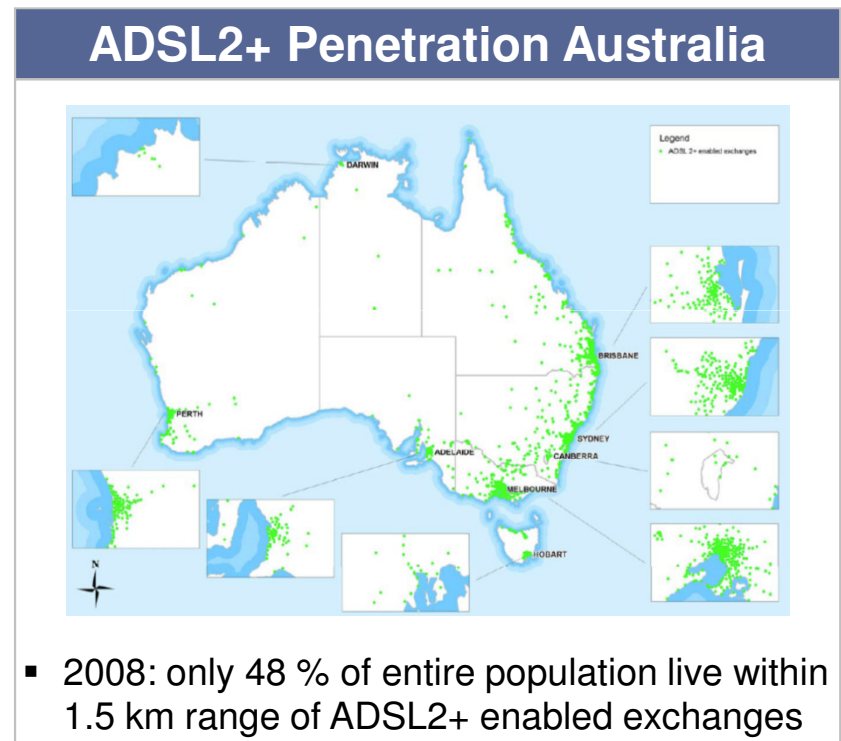 ADSL2+ Penetration Australia
Legend
ADSL 2+ enabled exchanges
DARWIN
BRISBANE
PERTH
SYDNEY
ADELAIDE
CANBERRA
MELBOURNE
N
HOBART
▪ 2008: only 48 % of entire population live within
1.5 km range of ADSL2+ enabled exchanges